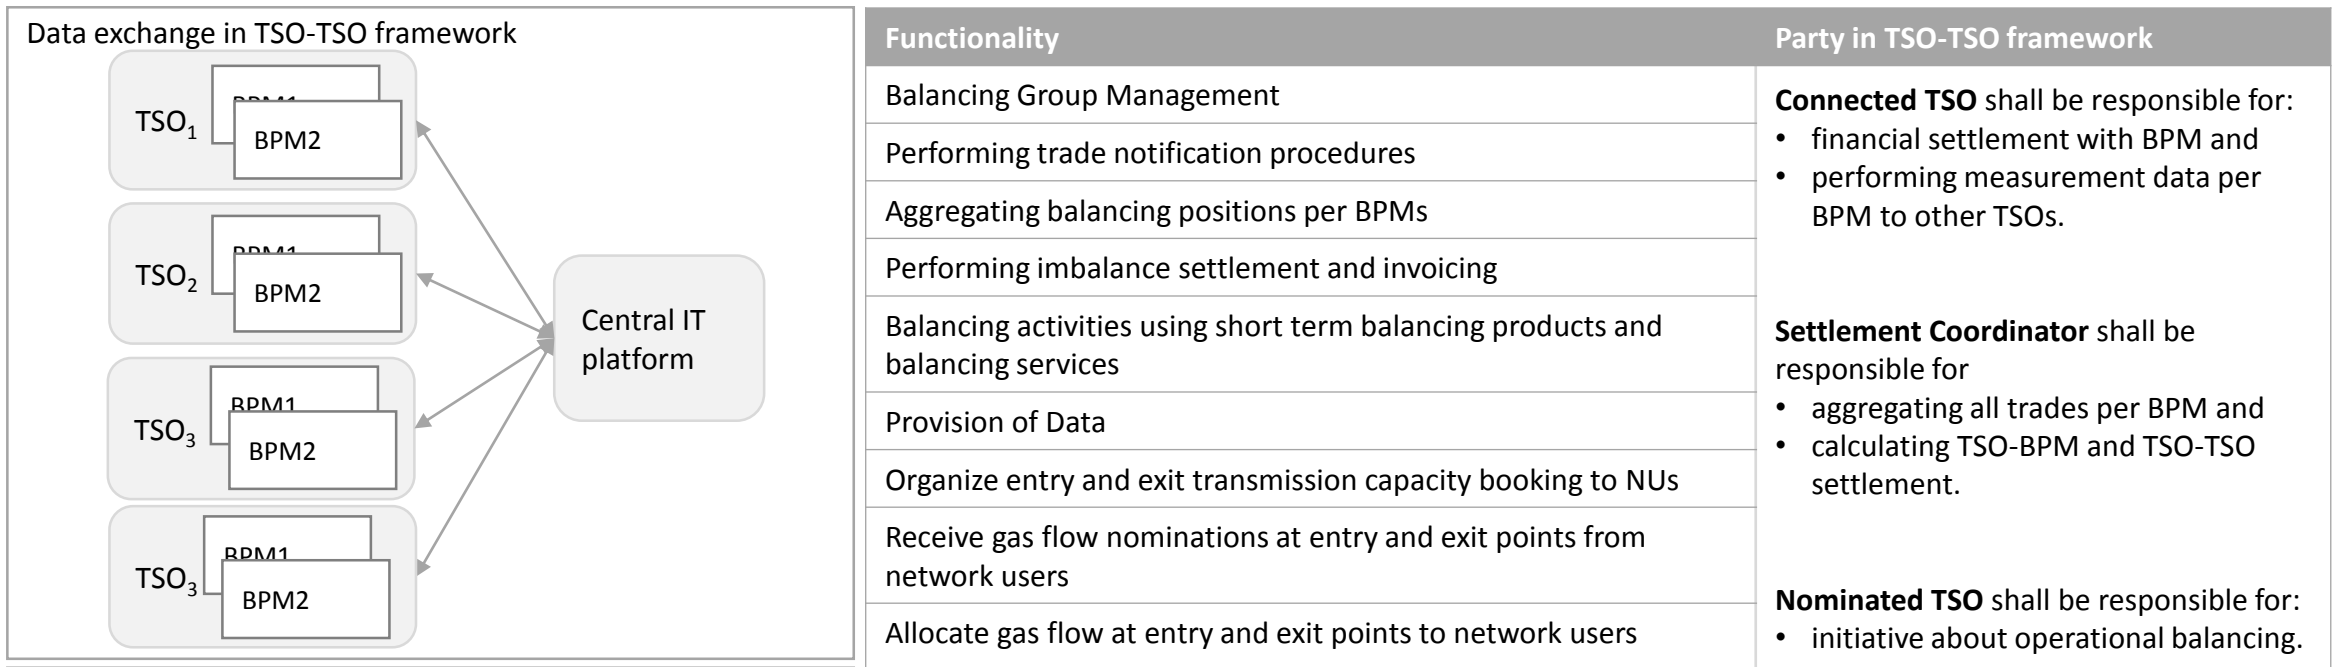 Data exchange in TSO-TSO framework
TSO1
BPM1
BPM2
TSO2
BPM1
BPM2
TSO3
BPM1
BPM2
TSO3
BPM1
BPM2
Central IT
platform
Functionality
Party in TSO-TSO framework
Balancing Group Management
Performing trade notification procedures
Aggregating balancing positions per BPMs
Performing imbalance settlement and invoicing
Balancing activities using short term balancing products and
balancing services
Provision of Data
Organize entry and exit transmission capacity booking to NUs
Receive gas flow nominations at entry and exit points from
network users
Allocate gas flow at entry and exit points to network users
Connected TSO shall be responsible for:
• financial settlement with BPM and
• performing measurement data per
BPM to other TSOs.
Settlement Coordinator shall be
responsible for
• aggregating all trades per BPM and
• calculating TSO-BPM and TSO-TSO
settlement.
Nominated TSO shall be responsible for:
• initiative about operational balancing.